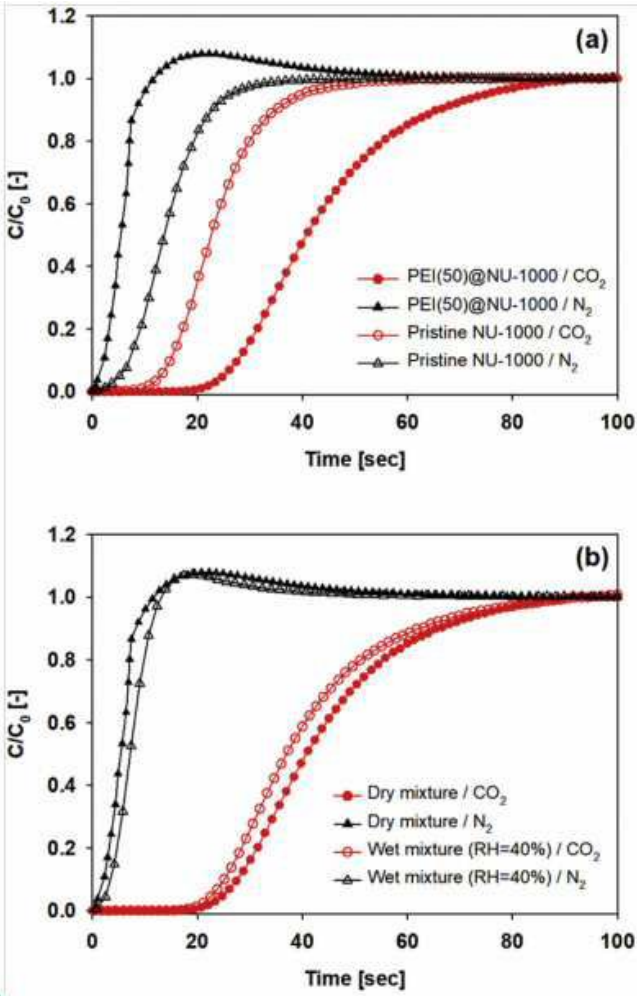 (a)
1.2
1.0
0.8
0.6
0.4
0.2
0.0
C/C₀ [-]
PEI(50)@NU-1000 / CO₂
PEI(50)@NU-1000 / N₂
Pristine NU-1000 / CO₂
Pristine NU-1000 / N₂
0 20 40 60 80 100
Time [sec]
(b)
1.2
1.0
0.8
0.6
0.4
0.2
0.0
C/C₀ [-]
Dry mixture / CO₂
Dry mixture / N₂
Wet mixture (RH=40%) / CO₂
Wet mixture (RH=40%) / N₂
0 20 40 60 80 100
Time [sec]